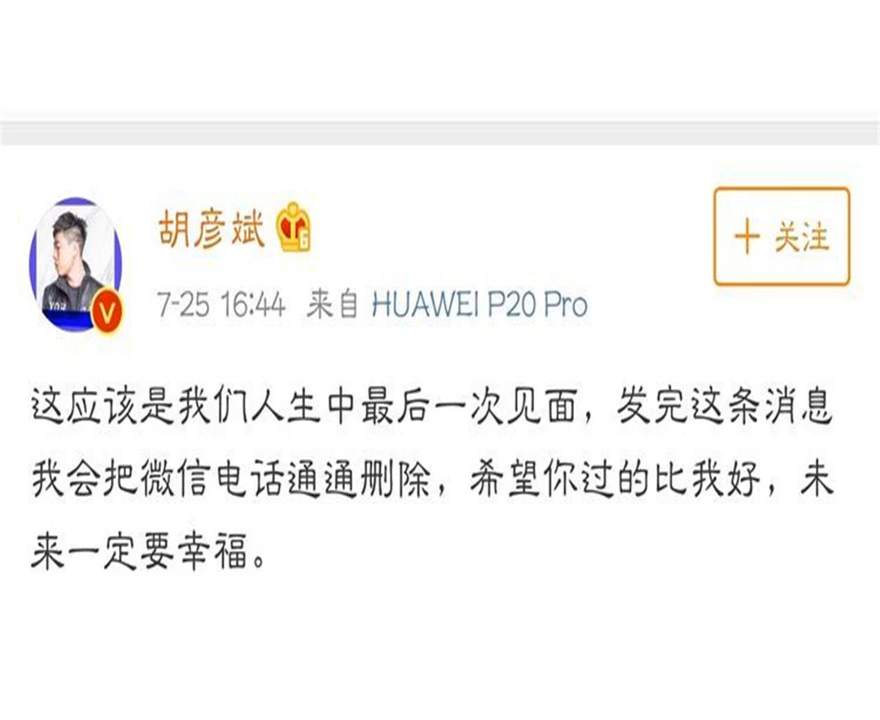 胡彦斌
+ 关注
7-25 16:44 来自 HUAWEI P20 Pro
这应该是我们人生中最后一次见面，发完这条消息
我会把微信电话通通删除，希望你过的比我好，未
来一定要幸福。